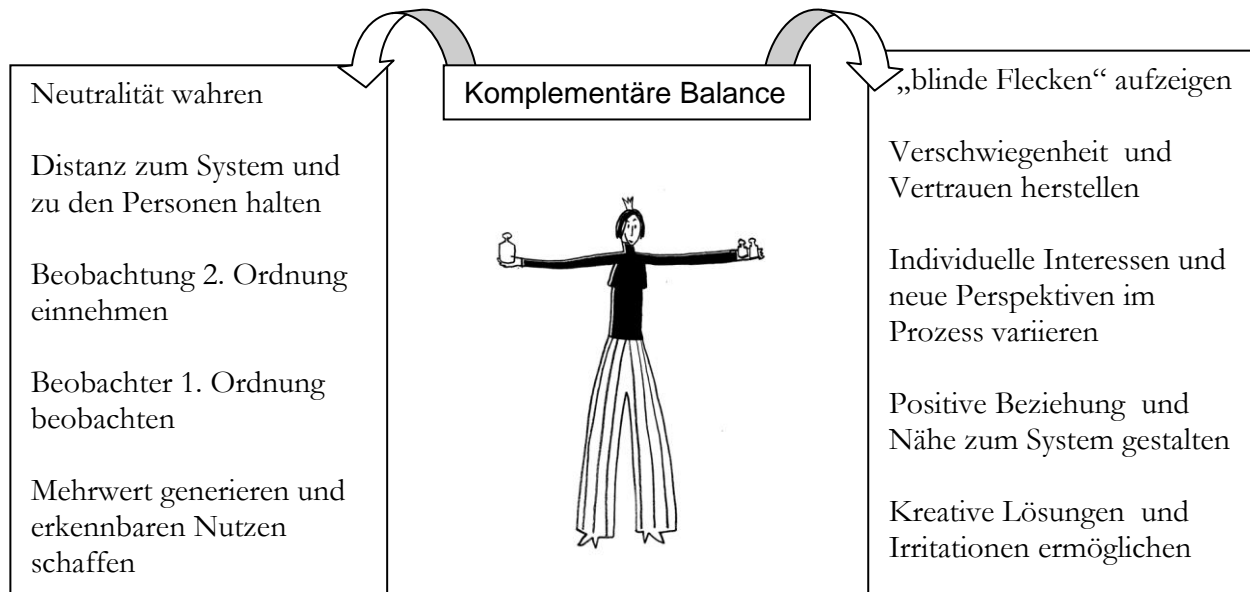 Komplementäre Balance
Neutralität wahren
Distanz zum System und
zu den Personen halten
Beobachtung 2. Ordnung
einnehmen
Beobachter 1. Ordnung
beobachten
Mehrwert generieren und
erkennbaren Nutzen
schaffen
„blinde Flecken“ aufzeigen
Verschwiegenheit und
Vertrauen herstellen
Individuelle Interessen und
neue Perspektiven im
Prozess variieren
Positive Beziehung und
Nähe zum System gestalten
Kreative Lösungen und
Irritationen ermöglichen